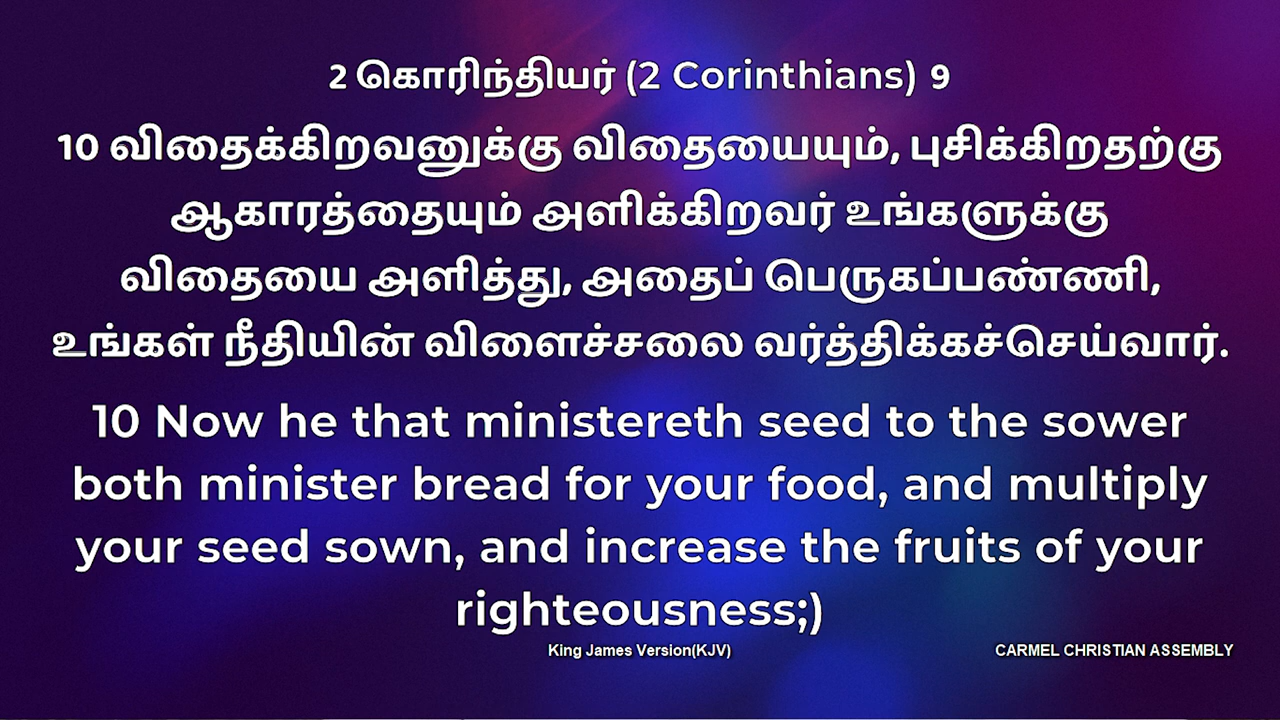 2 கொரிந்தியர் (2 Corinthians) 9
10 விதைக்கிறவனுக்கு விதையையும், புசிக்கிறதற்கு
ஆகாரத்தையும் அளிக்கிறவர் உங்களுக்கு
விதையை அளித்து, அதைப் பெருகப்பண்ணி,
உங்கள் நீதியின் விளைச்சலை வர்த்திக்கச்செய்வார்.
10 Now he that ministereth seed to the sower
both minister bread for your food, and multiply
your seed sown, and increase the fruits of your
righteousness;)
King James Version(KJV)
CARMEL CHRISTIAN ASSEMBLY